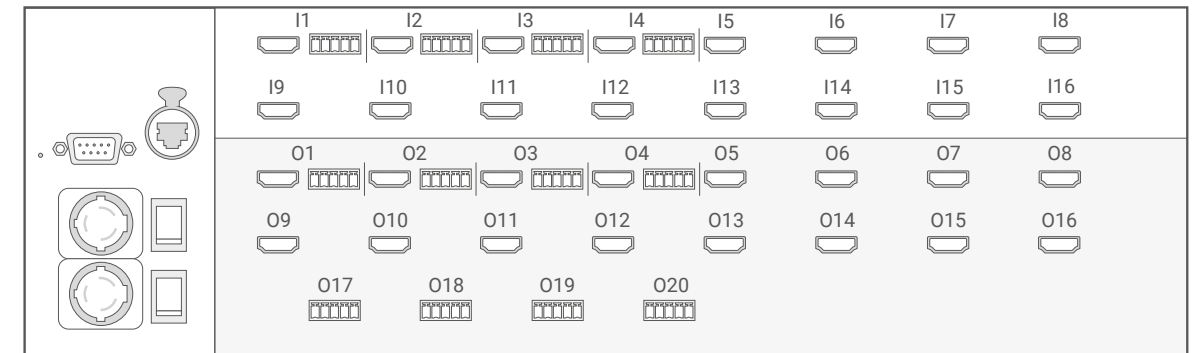 I1 I2 I3 I4 I5 I6 I7 I8
I9 I10 I11 I12 I13 I14 I15 I16
O1 O2 O3 O4 O5 O6 O7 O8
O9 O10 O11 O12 O13 O14 O15 O16
O17 O18 O19 O20